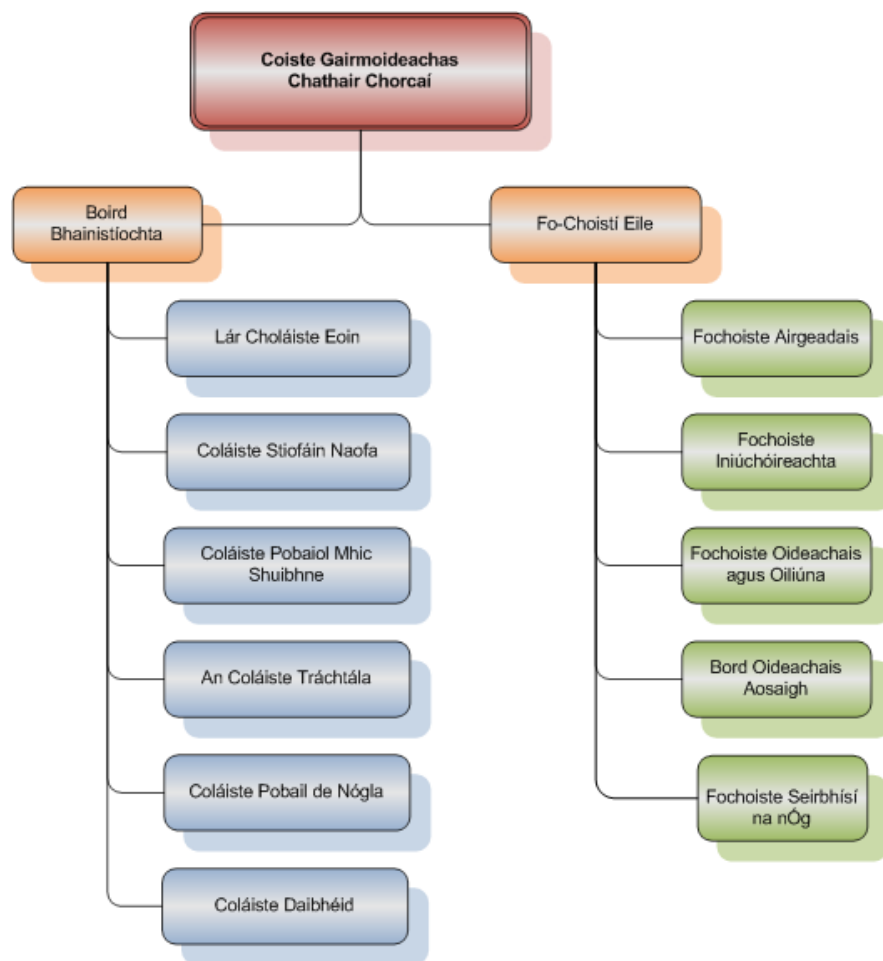 Coiste Gairmoideachas
Chathair Chorcaí
Boird
Bhainistíochta
Fo-Choistí Eile
Lár Choláiste Eoin
Coláiste Stiofáin Naofa
Coláiste Pobaiol Mhic
Shuibhne
An Coláiste Tráchtála
Coláiste Pobail de Nógla
Coláiste Daibhéid
Fochoiste Airgeadais
Fochoiste
Iniúchóireachta
Fochoiste Oideachais
agus Oiliúna
Bord Oideachais
Aosaigh
Fochoiste Seirbhísí
na nÓg